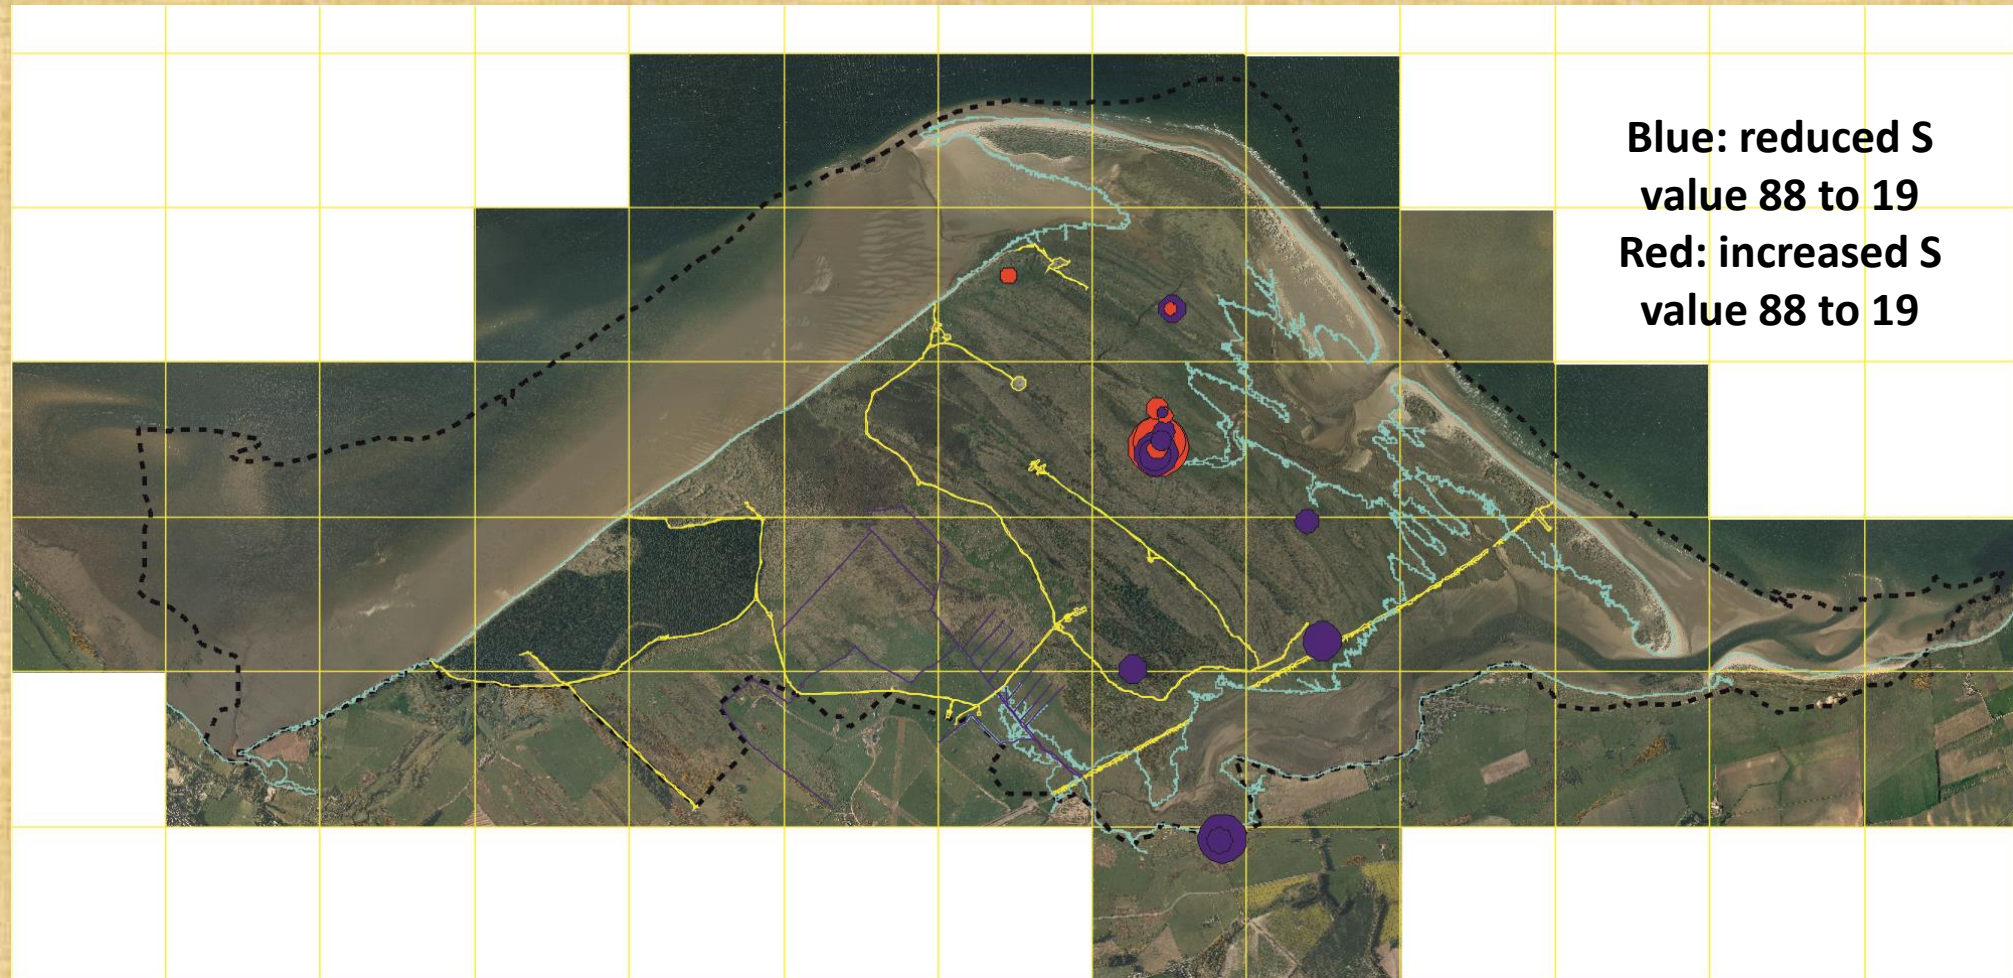 Blue: reduced S
value 88 to 19
Red: increased S
value 88 to 19